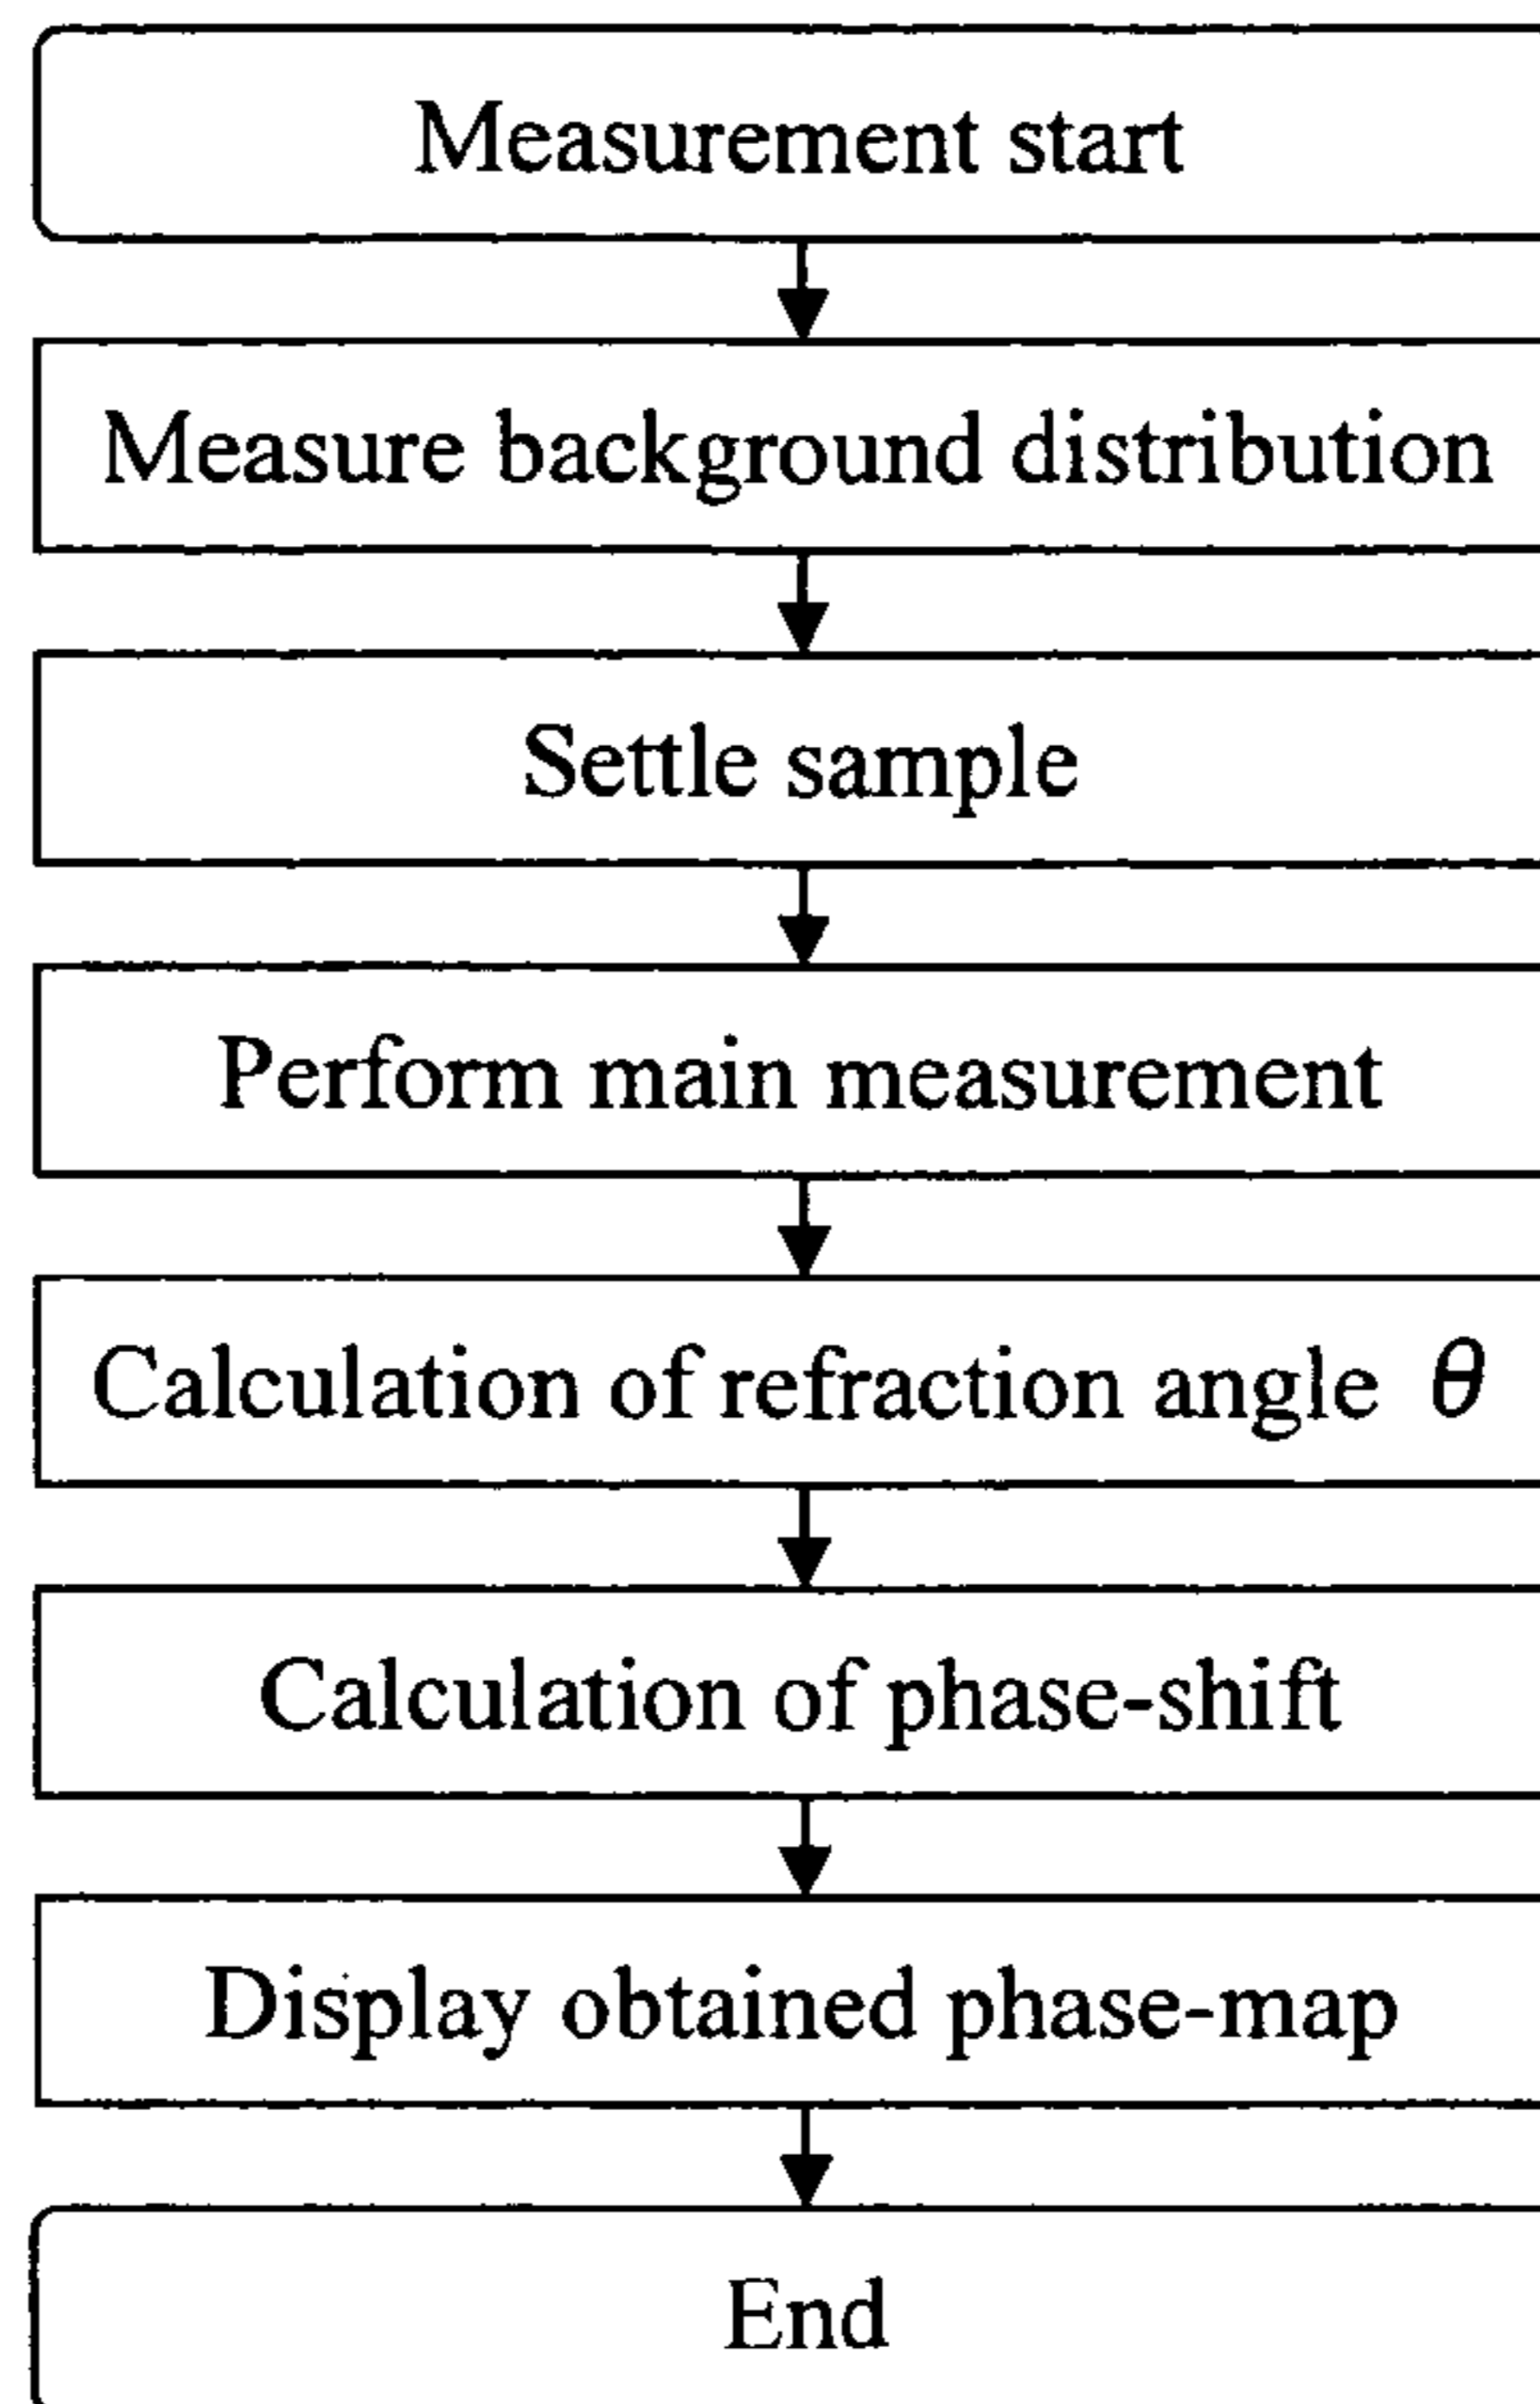 Measurement start
Measure background distribution
Settle sample
Perform main measurement
Calculation of refraction angle θ
Calculation of phase-shift
Display obtained phase-map
End